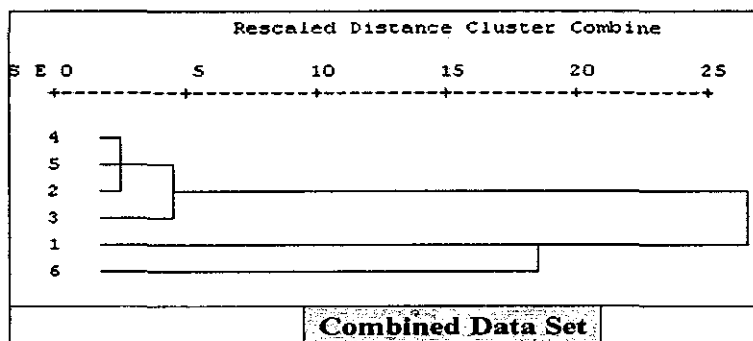 Rescaled Distance Cluster Combine
S E 0 5 10 15 20 25
+---------+---------+---------+---------+---------+
4
5
2
3
1
6
Combined Data Set